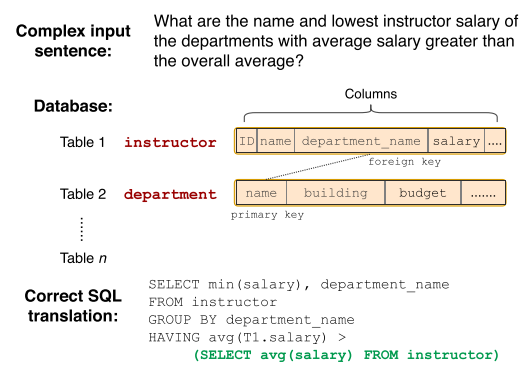 Complex input sentence:
What are the name and lowest instructor salary of
the departments with average salary greater than
the overall average?
Database:
Columns
Table 1 instructor ID name department_name salary ....
foreign key
Table 2 department name building budget .......
primary key
Table n
Correct SQL translation:
SELECT min(salary), department_name
FROM instructor
GROUP BY department_name
HAVING avg(T1.salary) >
(SELECT avg(salary) FROM instructor)